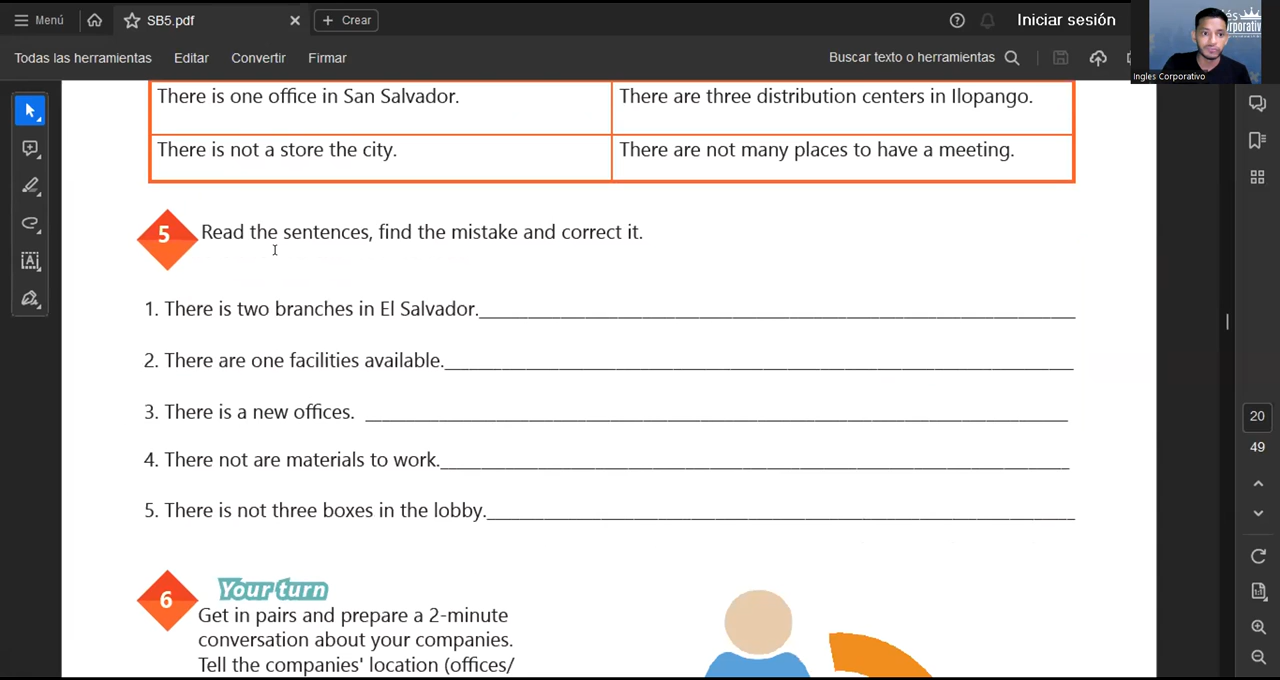 Menú
SB5.pdf
Crear
Iniciar sesión
Todas las herramientas
Editar
Convertir
Firmar
Buscar texto o herramientas
Ingles Corporativo
There is one office in San Salvador.
There are three distribution centers in Ilopango.
There is not a store the city.
There are not many places to have a meeting.
5 Read the sentences, find the mistake and correct it.
1. There is two branches in El Salvador.
2. There are one facilities available.
3. There is a new offices.
4. There not are materials to work.
5. There is not three boxes in the lobby.
6 Your turn
Get in pairs and prepare a 2-minute
conversation about your companies.
Tell the companies' location (offices/
20
49